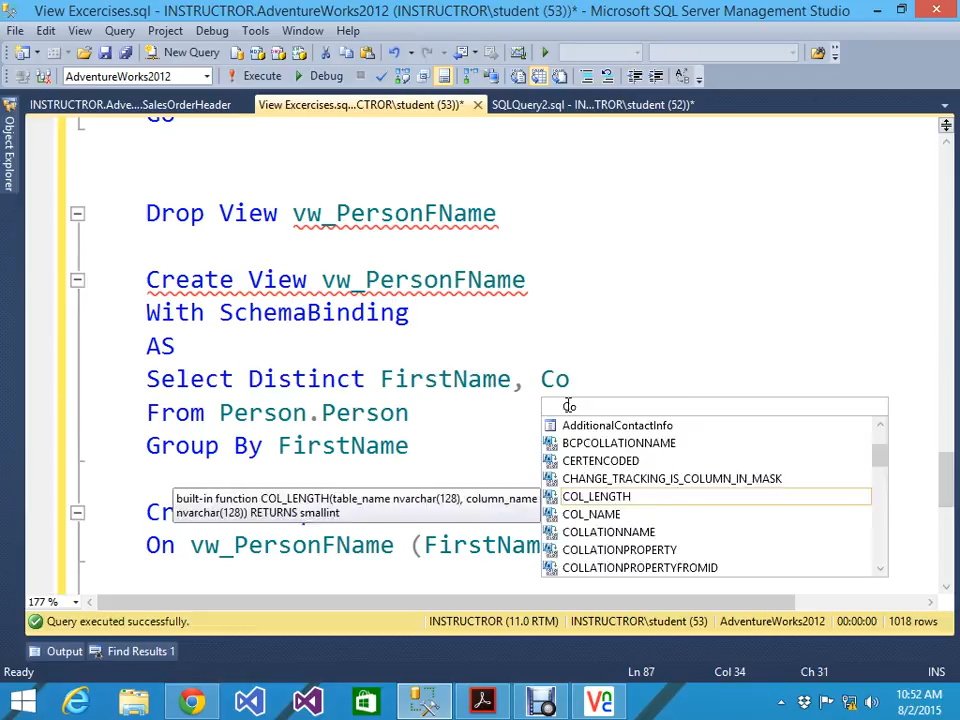 View Excercises.sql - INSTRUCTROR.AdventureWorks2012 (INSTRUCTROR\student (53))* - Microsoft SQL Server Management Studio
File Edit View Query Project Debug Tools Window Help
New Query
AdventureWorks2012 Execute Debug
INSTRUCTROR.Adve....SalesOrderHeader View Excercises.sq...CTROR\student (53))* SQLQuery2.sql - IN...TROR\student (52))*
Object Explorer
Go
Drop View vw_PersonFName
Create View vw_PersonFName
With SchemaBinding
AS
Select Distinct FirstName, Co
From Person.Person
Group By FirstName
Co
AdditionalContactInfo
BCPCOLLATIONNAME
CERTENCODED
CHANGE_TRACKING_IS_COLUMN_IN_MASK
COL_LENGTH
COL_NAME
COLLATIONNAME
COLLATIONPROPERTY
COLLATIONPROPERTYFROMID
built-in function COL_LENGTH(table_name nvarchar(128), column_name
nvarchar(128)) RETURNS smallint
Cr
On vw_PersonFName (FirstNam
177 %
Query executed successfully. INSTRUCTROR (11.0 RTM) INSTRUCTROR\student (53) AdventureWorks2012 00:00:00 1018 rows
Output Find Results 1
Ready Ln 87 Col 34 Ch 31 INS
10:52 AM
8/2/2015